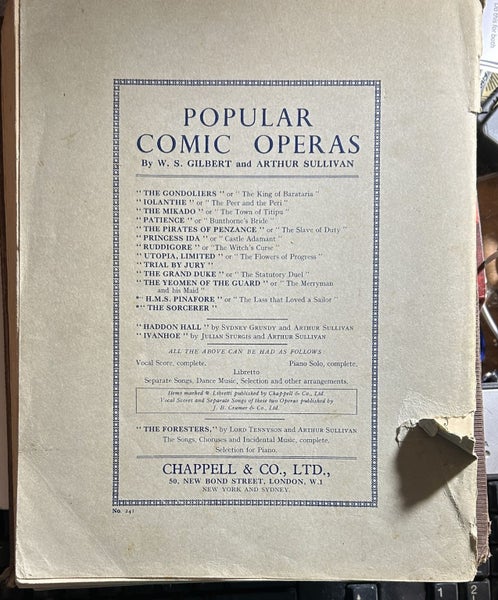 POPULAR
COMIC OPERAS
By W. S. GILBERT and ARTHUR SULLIVAN
"THE GONDOLIERS" or "The King of Barataria"
"IOLANTHE" or "The Peer and the Peri"
"THE MIKADO" or "The Town of Titipu"
"PATIENCE" or "Bunthorne's Bride"
"THE PIRATES OF PENZANCE" or "The Slave of Duty"
"PRINCESS IDA" or "Castle Adamant"
"RUDDIGORE" or "The Witch's Curse"
"UTOPIA, LIMITED" or "The Flowers of Progress"
"TRIAL BY JURY"
"THE GRAND DUKE" or "The Statutory Duel"
"THE YEOMEN OF THE GUARD" or "The Merryman
and his Maid"
*"H.M.S. PINAFORE" or "The Lass that Loved a Sailor"
*"THE SORCERER"
"HADDON HALL" by SYDNEY GRUNDY and ARTHUR SULLIVAN
"IVANHOE" by JULIAN STURGIS and ARTHUR SULLIVAN
ALL THE ABOVE CAN BE HAD AS FOLLOWS
Vocal Score, complete. Piano Solo, complete.
Libretto
Separate Songs, Dance Music, Selection and other arrangements.
Items marked * Libretti published by Chappell & Co., Ltd.
Vocal Scores and Separate Songs of these two Operas published by
J. B. Cramer & Co., Ltd.
"THE FORESTERS," by LORD TENNYSON and ARTHUR SULLIVAN
The Songs, Choruses and Incidental Music, complete.
Selection for Piano.
CHAPPELL & CO., LTD.,
50, NEW BOND STREET, LONDON, W.1
NEW YORK AND SYDNEY.
No. 241